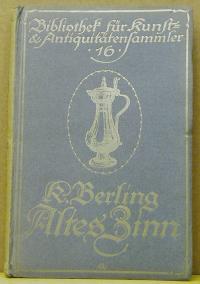 Bibliothek für Kunst-
& Antiquitätensammler
· 16 ·
K. Berling
Altes Zinn